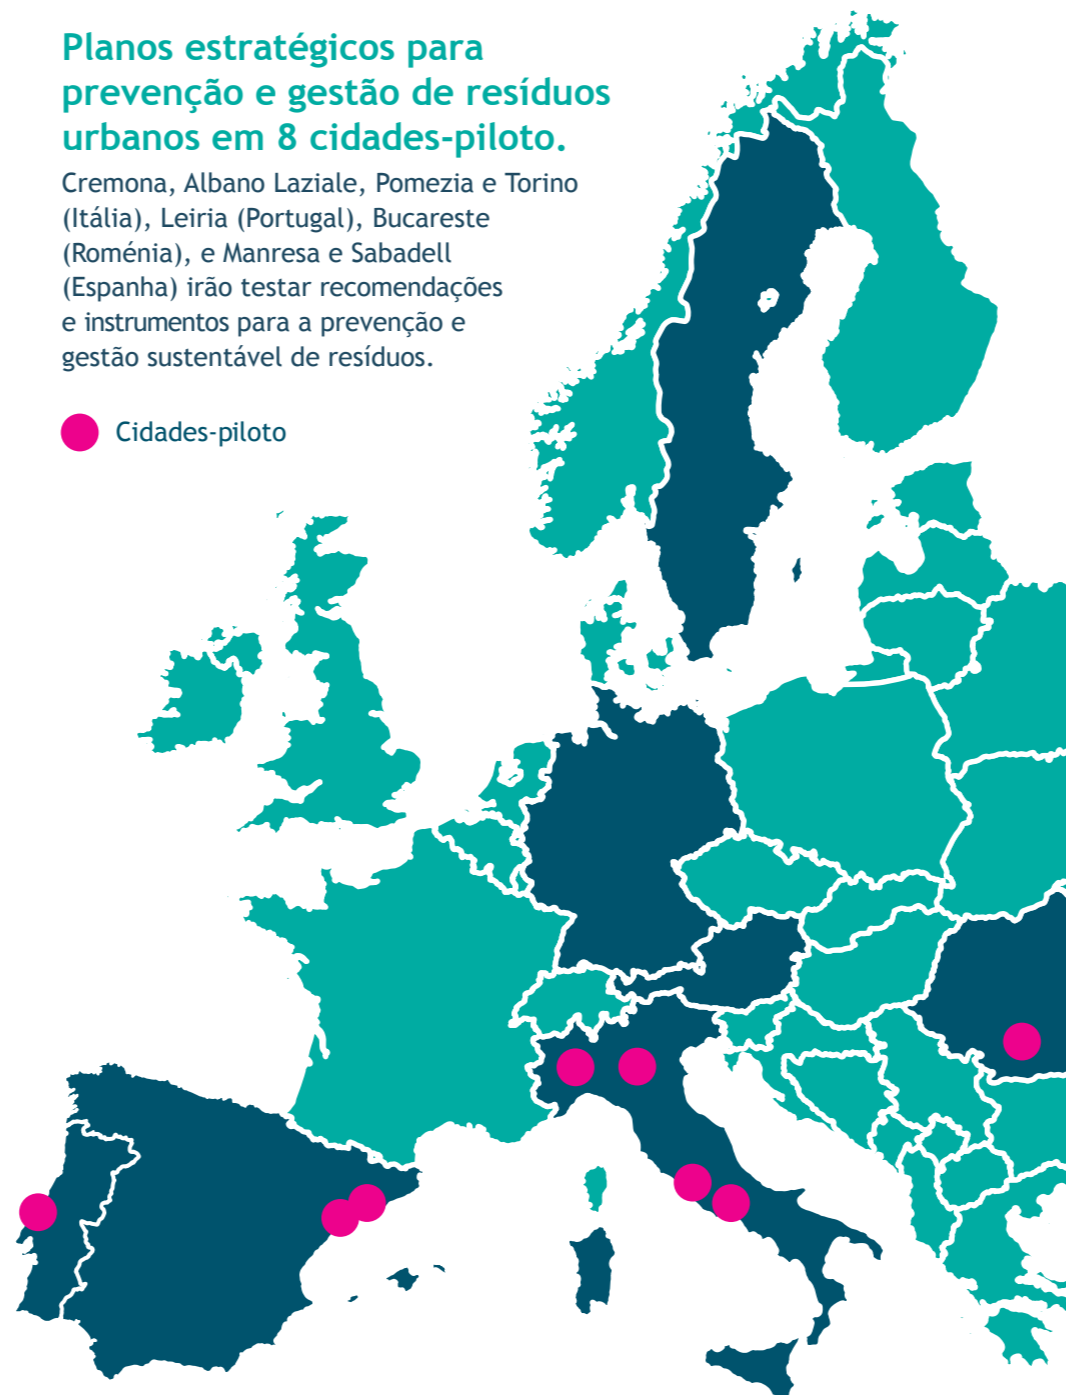 Planos estratégicos para
prevenção e gestão de resíduos
urbanos em 8 cidades-piloto.
Cremona, Albano Laziale, Pomezia e Torino
(Itália), Leiria (Portugal), Bucareste
(Roménia), e Manresa e Sabadell
(Espanha) irão testar recomendações
e instrumentos para a prevenção e
gestão sustentável de resíduos.
Cidades-piloto